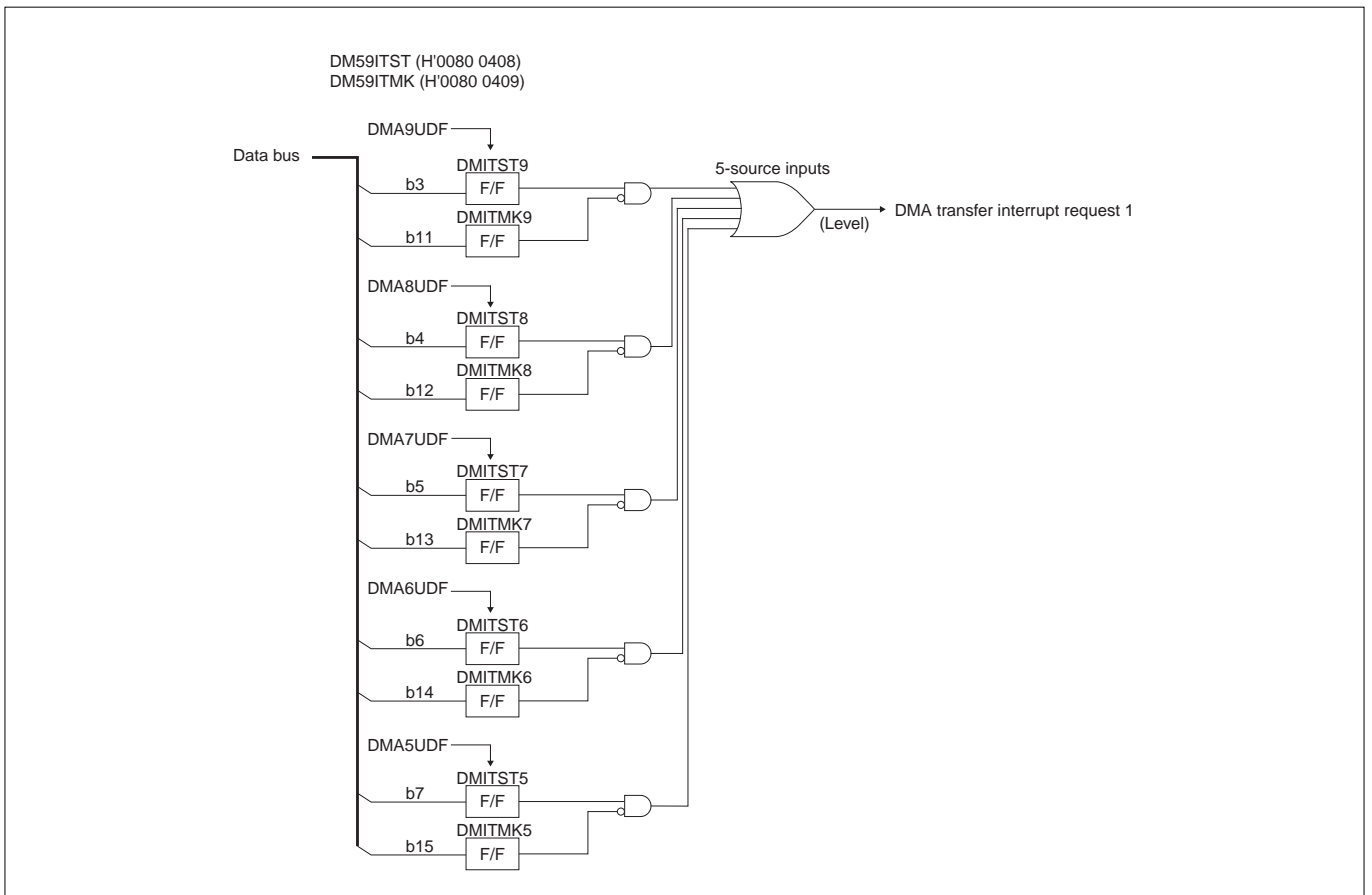 DM59ITST (H'0080 0408)
DM59ITMK (H'0080 0409)
DMA9UDF
Data bus
DMITST9
5-source inputs
b3
F/F
DMITMK9
DMA transfer interrupt request 1
(Level)
b11
F/F
DMA8UDF
DMITST8
b4
F/F
DMITMK8
b12
F/F
DMA7UDF
DMITST7
b5
F/F
DMITMK7
b13
F/F
DMA6UDF
DMITST6
b6
F/F
DMITMK6
b14
F/F
DMA5UDF
DMITST5
b7
F/F
DMITMK5
b15
F/F